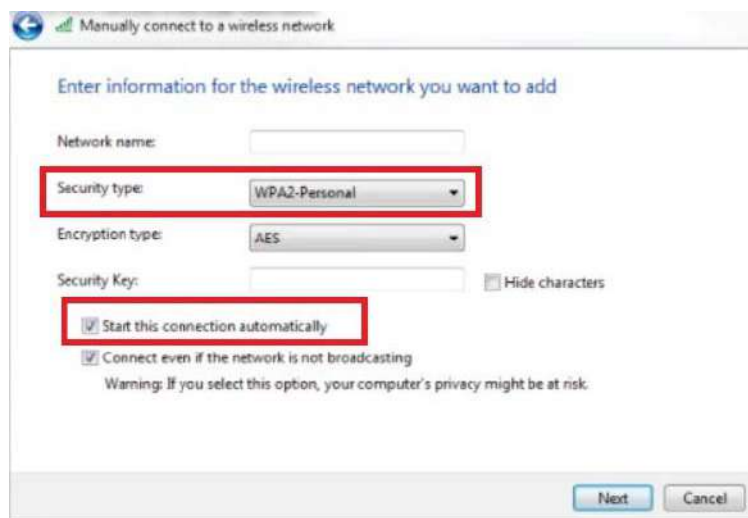 Manually connect to a wireless network
Enter information for the wireless network you want to add
Network name:
Security type: WPA2-Personal
Encryption type: AES
Security Key: Hide characters
Start this connection automatically
Connect even if the network is not broadcasting
Warning: If you select this option, your computer's privacy might be at risk.
Next Cancel